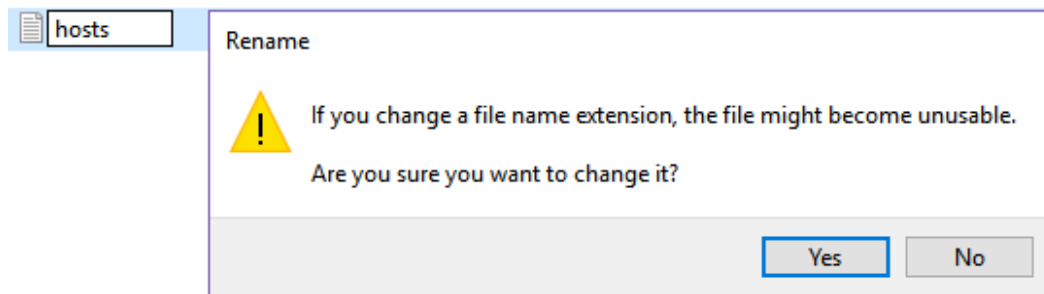 hosts
Rename
If you change a file name extension, the file might become unusable.
Are you sure you want to change it?
Yes
No